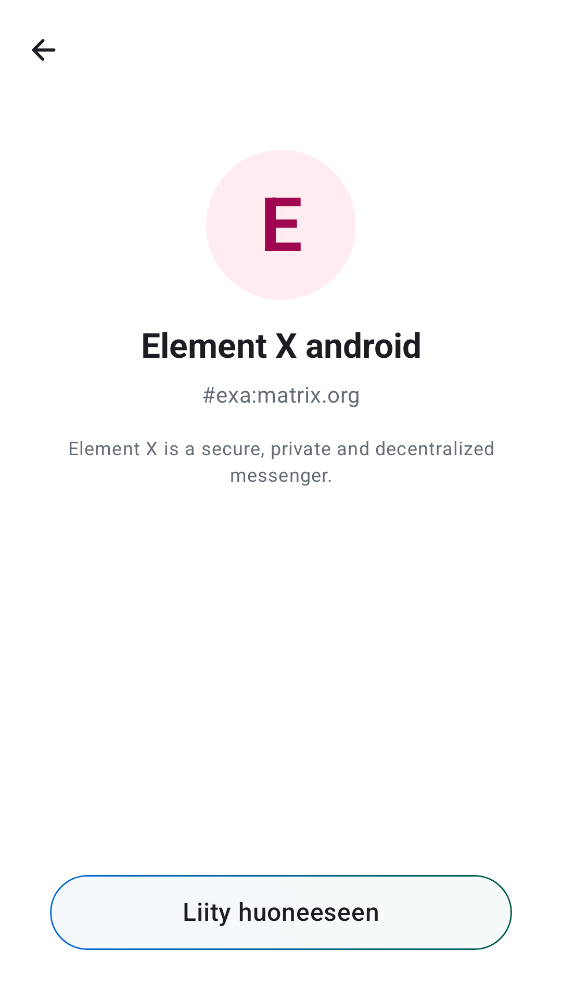 E
Element X android
#exa:matrix.org
Element X is a secure, private and decentralized
messenger.
Liity huoneeseen